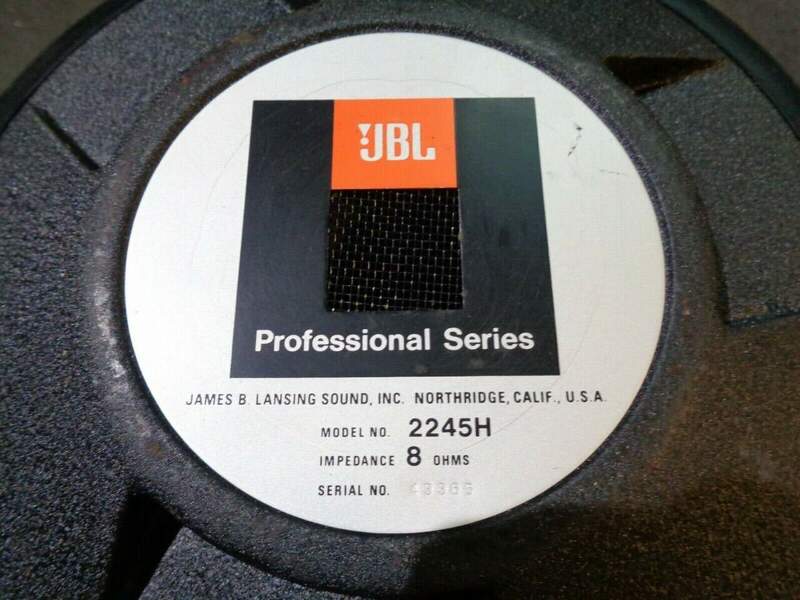 JBL
Professional Series
JAMES B. LANSING SOUND, INC. NORTHRIDGE, CALIF., U.S.A.
MODEL NO. 2245H
IMPEDANCE 8 OHMS
SERIAL NO.